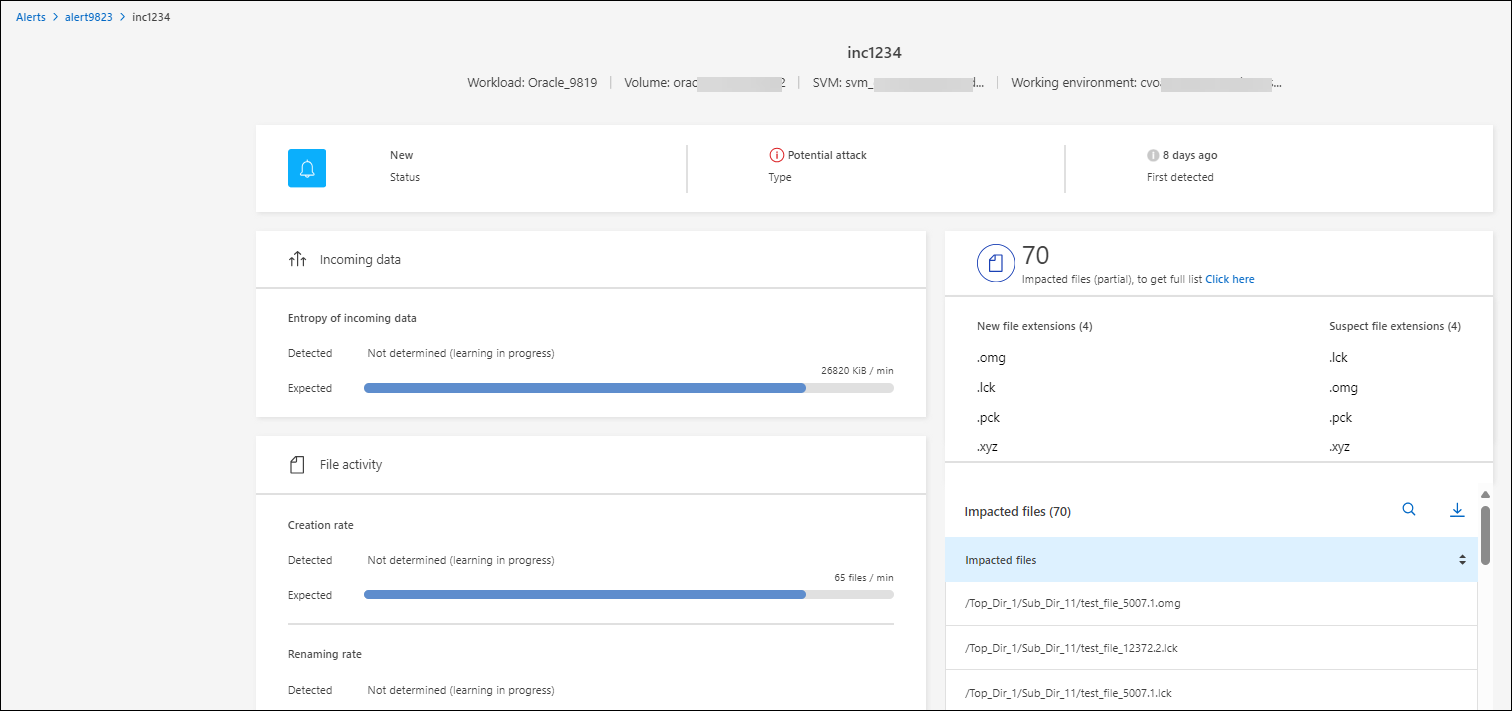 Alerts > alert9823 > inc1234
inc1234
Workload: Oracle_9819 | Volume: orac 2 | SVM: svm_ d... | Working environment: cvo s...
New
Status
Potential attack
Type
8 days ago
First detected
Incoming data
Entropy of incoming data
Detected Not determined (learning in progress)
26820 KiB / min
Expected
File activity
Creation rate
Detected Not determined (learning in progress)
65 files / min
Expected
Renaming rate
Detected Not determined (learning in progress)
70
Impacted files (partial), to get full list Click here
New file extensions (4) Suspect file extensions (4)
.omg .lck
.lck .omg
.pck .pck
.xyz .xyz
Impacted files (70)
Impacted files
/Top_Dir_1/Sub_Dir_11/test_file_5007.1.omg
/Top_Dir_1/Sub_Dir_11/test_file_12372.2.lck
/Top_Dir_1/Sub_Dir_11/test_file_5007.1.lck